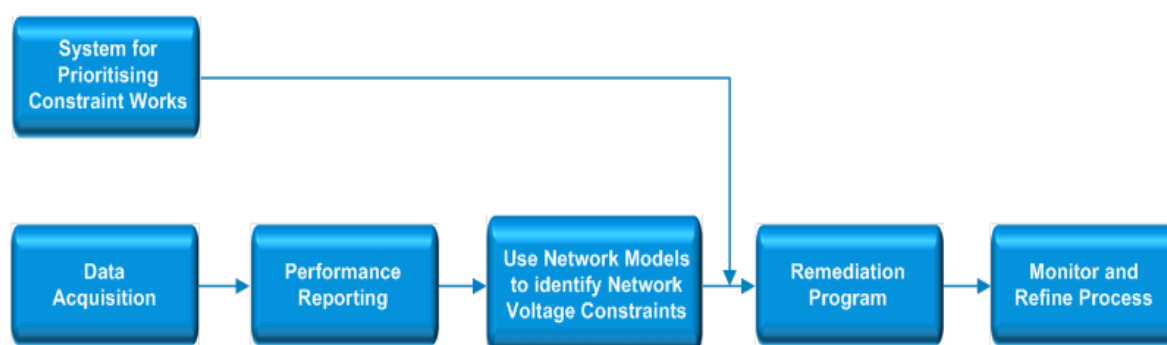 System for
Prioritising
Constraint Works
Data
Acquisition
Performance
Reporting
Use Network Models
to identify Network
Voltage Constraints
Remediation
Program
Monitor and
Refine Process